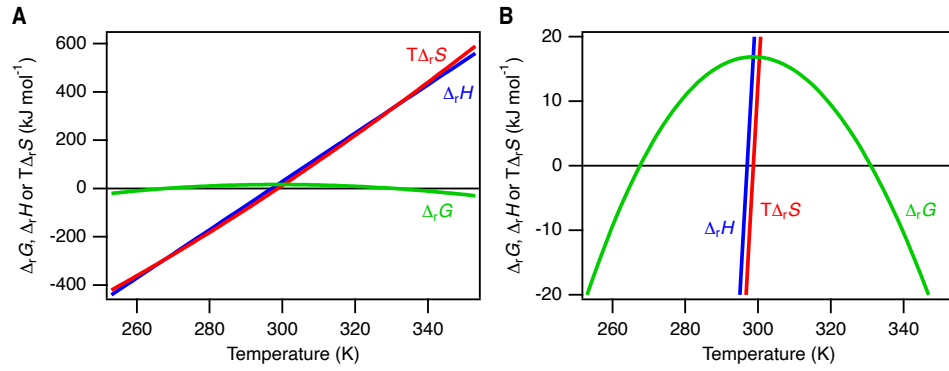 A
600
400
200
0
-200
-400
260
280
300
320
340
Temperature (K)
ΔᵣG, ΔᵣH or TΔᵣS (kJ mol⁻¹)
TΔᵣS
ΔᵣH
ΔᵣG
B
20
10
0
-10
-20
260
280
300
320
340
Temperature (K)
ΔᵣG, ΔᵣH or TΔᵣS (kJ mol⁻¹)
ΔᵣH
TΔᵣS
ΔᵣG